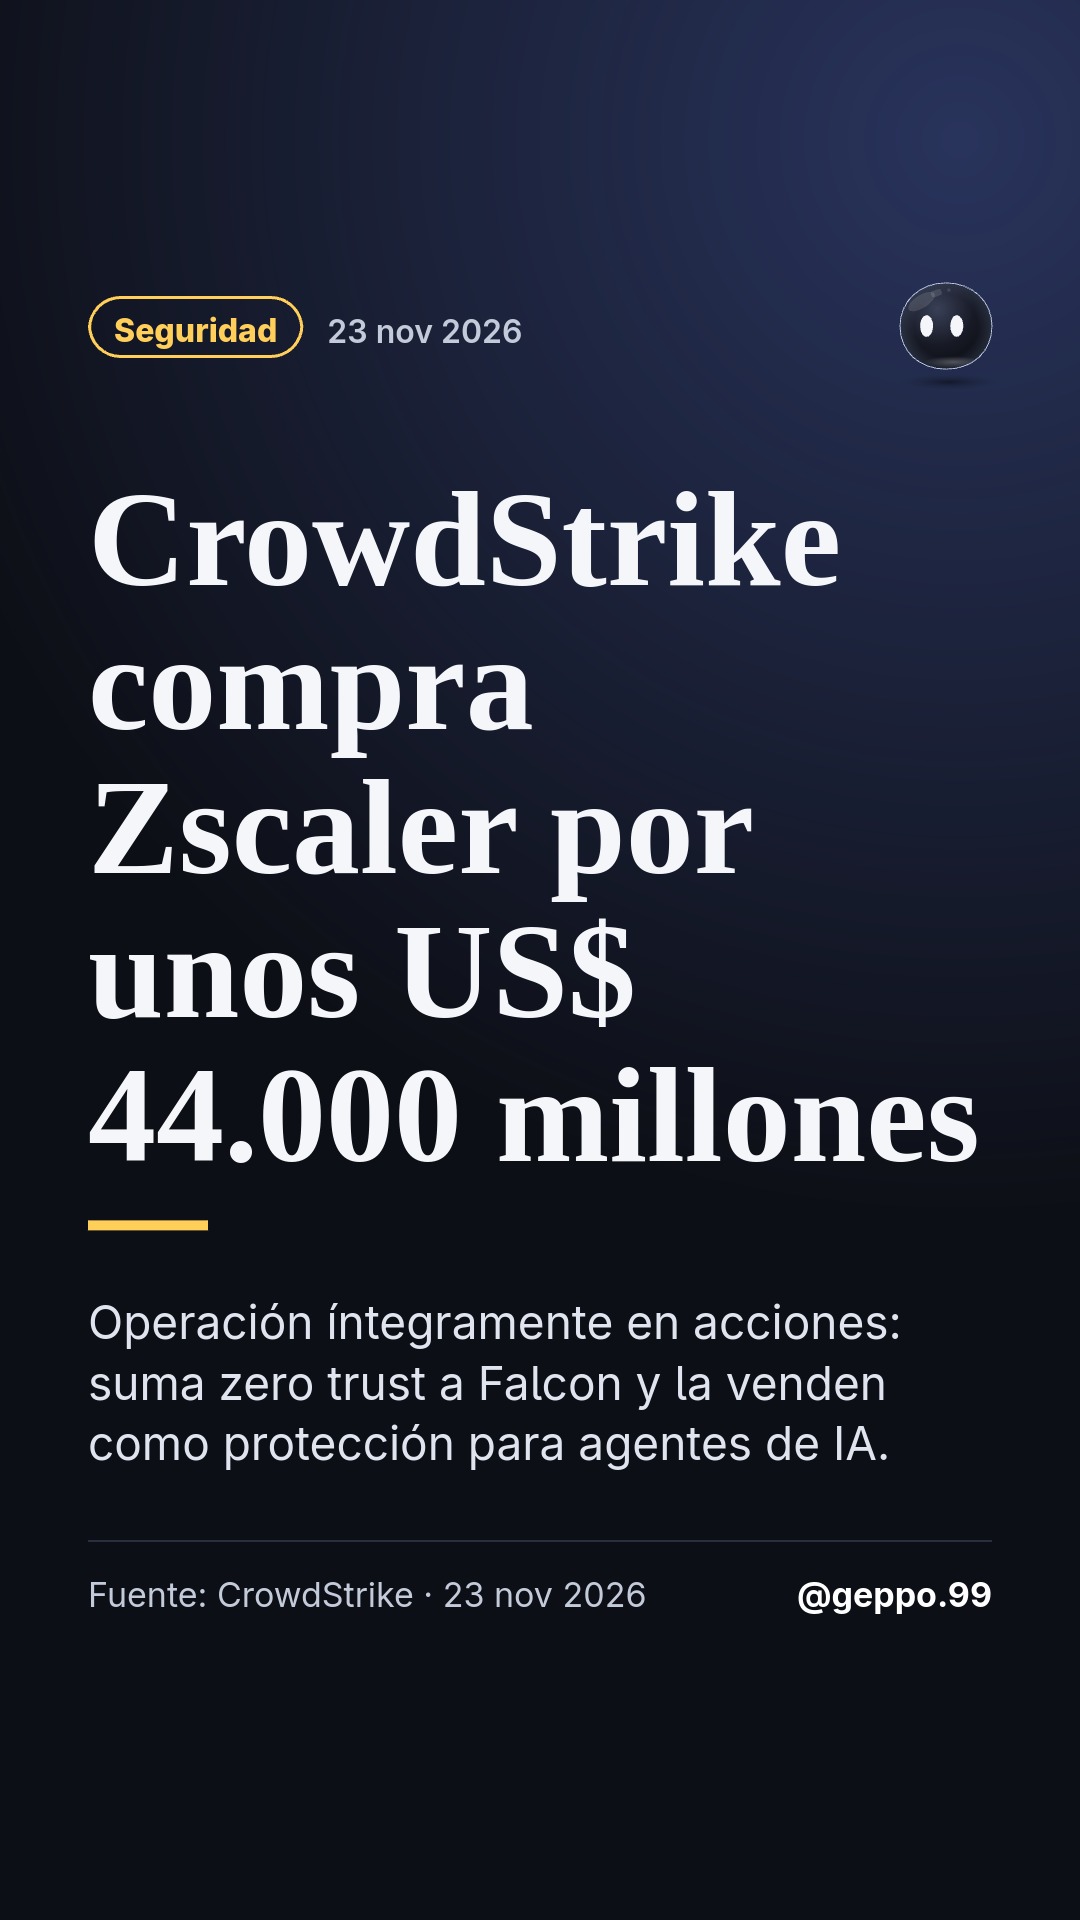 Seguridad
23 nov 2026
CrowdStrike
compra
Zscaler por
unos US$
44.000 millones
Operación íntegramente en acciones:
suma zero trust a Falcon y la venden
como protección para agentes de IA.
Fuente: CrowdStrike · 23 nov 2026
@geppo.99